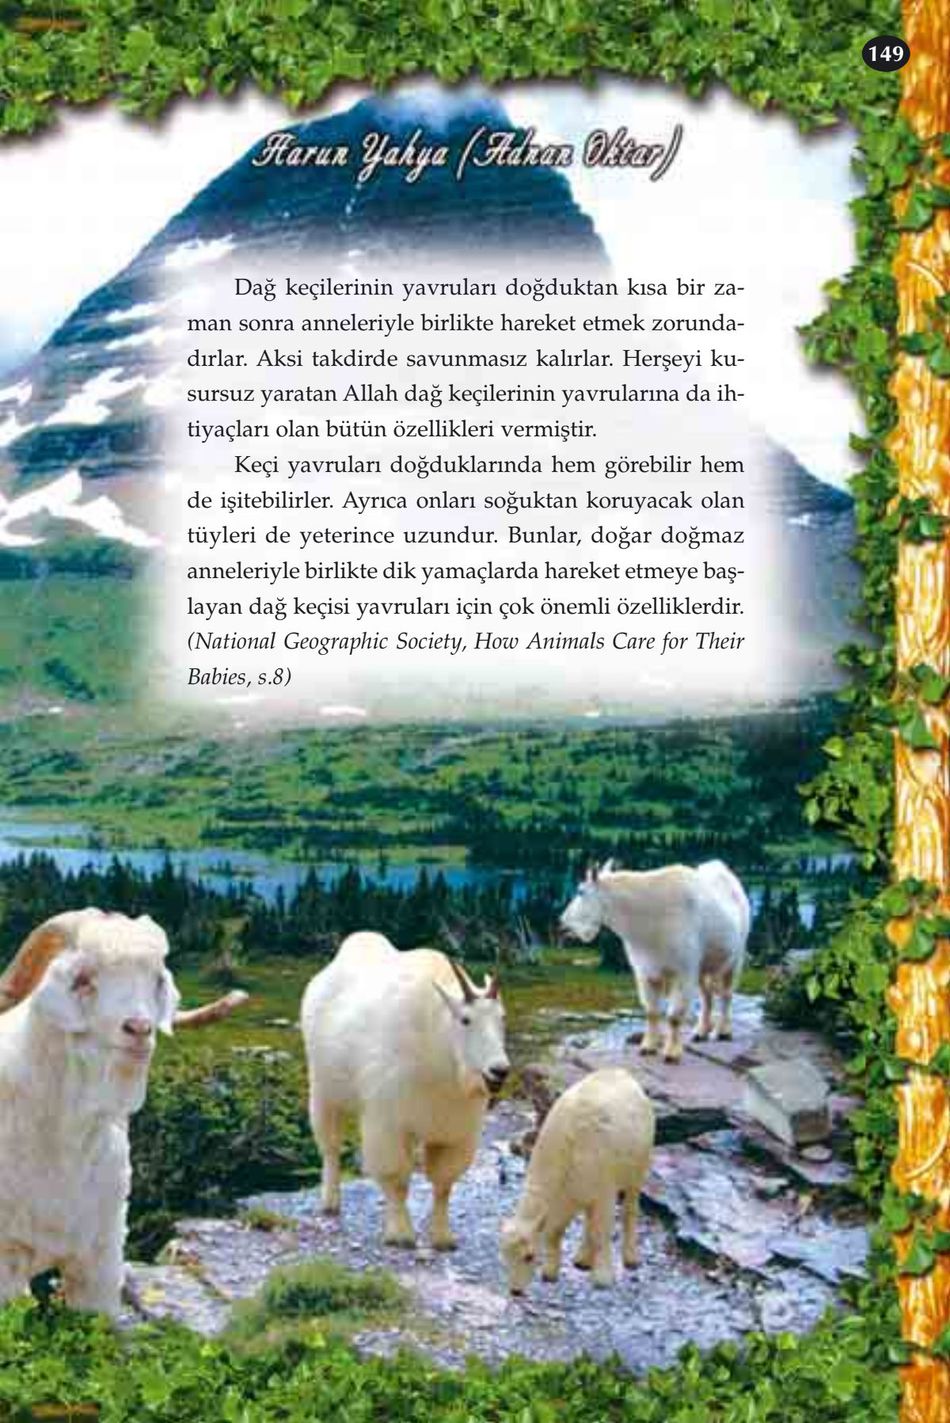 149
Harun Yahya (Adnan Oktar)
Dağ keçilerinin yavruları doğduktan kısa bir za-
man sonra anneleriyle birlikte hareket etmek zorunda-
dırlar. Aksi takdirde savunmasız kalırlar. Herşeyi ku-
sursuz yaratan Allah dağ keçilerinin yavrularına da ih-
tiyaçları olan bütün özellikleri vermiştir.
Keçi yavruları doğduklarında hem görebilir hem
de işitebilirler. Ayrıca onları soğuktan koruyacak olan
tüyleri de yeterince uzundur. Bunlar, doğar doğmaz
anneleriyle birlikte dik yamaçlarda hareket etmeye baş-
layan dağ keçisi yavruları için çok önemli özelliklerdir.
(National Geographic Society, How Animals Care for Their
Babies, s.8)